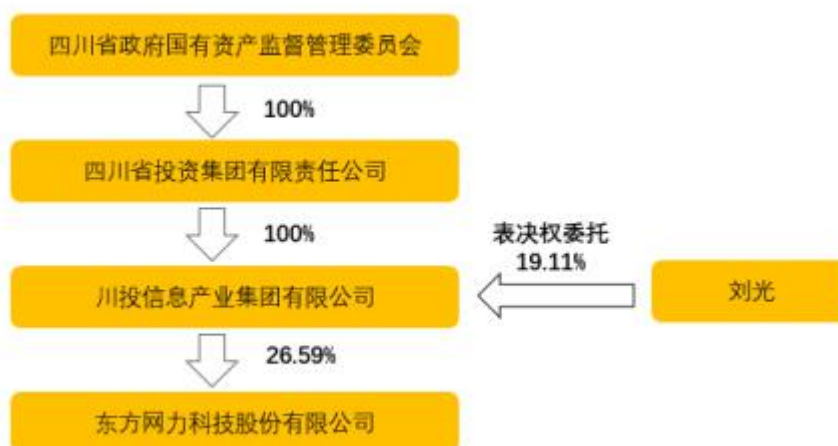 四川省政府国有资产监督管理委员会
100%
四川省投资集团有限责任公司
100%
表决权委托
19.11%
川投信息产业集团有限公司
刘光
26.59%
东方网力科技股份有限公司